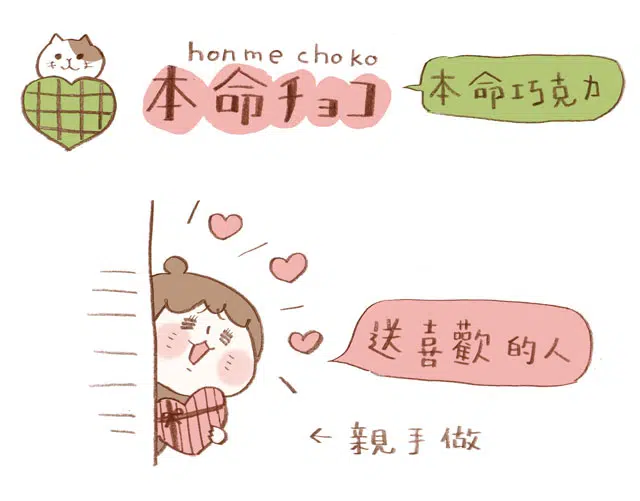 honme choko
本命チョコ
本命巧克力
送喜歡的人
← 親手做